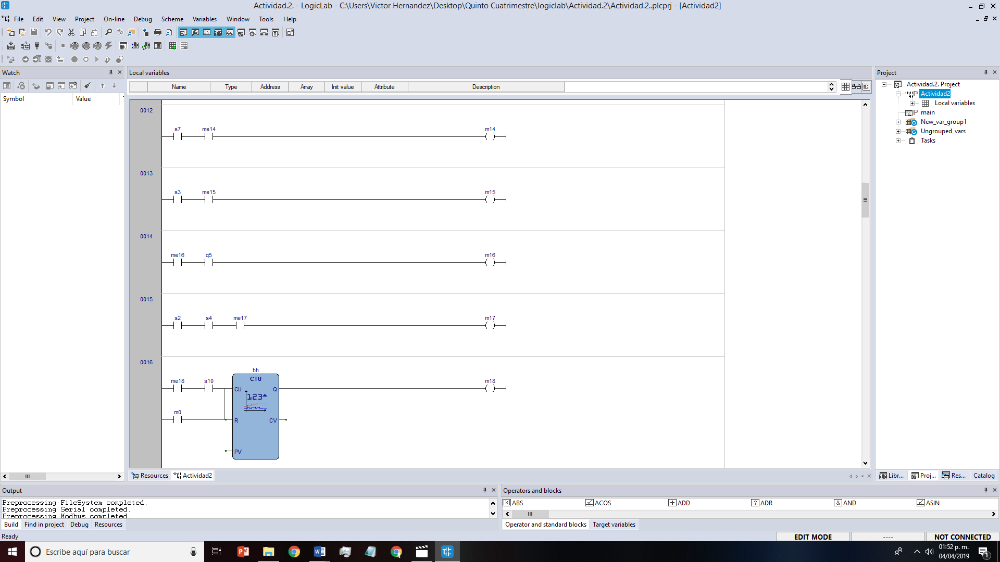 Actividad.2. - LogicLab - C:\Users\Victor Hernandez\Desktop\Quinto Cuatrimestre\logiclab\Actividad.2\Actividad.2..plcprj - [Actividad2]
File Edit View Project On-line Debug Scheme Variables Window Tools Help
Watch
Symbol Value
Local variables
Name Type Address Array Init value Attribute Description
0012
s7 me14 m14
0013
s3 me15 m15
0014
me16 q5 m16
0015
s2 s4 me17 m17
0016
hh
CTU
me18 s10 m18
CU Q
123
m0
R CV
PV
Resources Actividad2
Project
Actividad.2. Project
Actividad2
Local variables
main
New_var_group1
Ungrouped_vars
Tasks
Libr... Proj... Res... Catalog
Output
Preprocessing FileSystem completed.
Preprocessing Serial completed.
Preprocessing Modbus completed.
Build Find in project Debug Resources
Operators and blocks
ABS ACOS ADD ADR AND ASIN
Operator and standard blocks Target variables
Ready
EDIT MODE ---- NOT CONNECTED
Escribe aquí para buscar
01:52 p. m.
04/04/2019
1